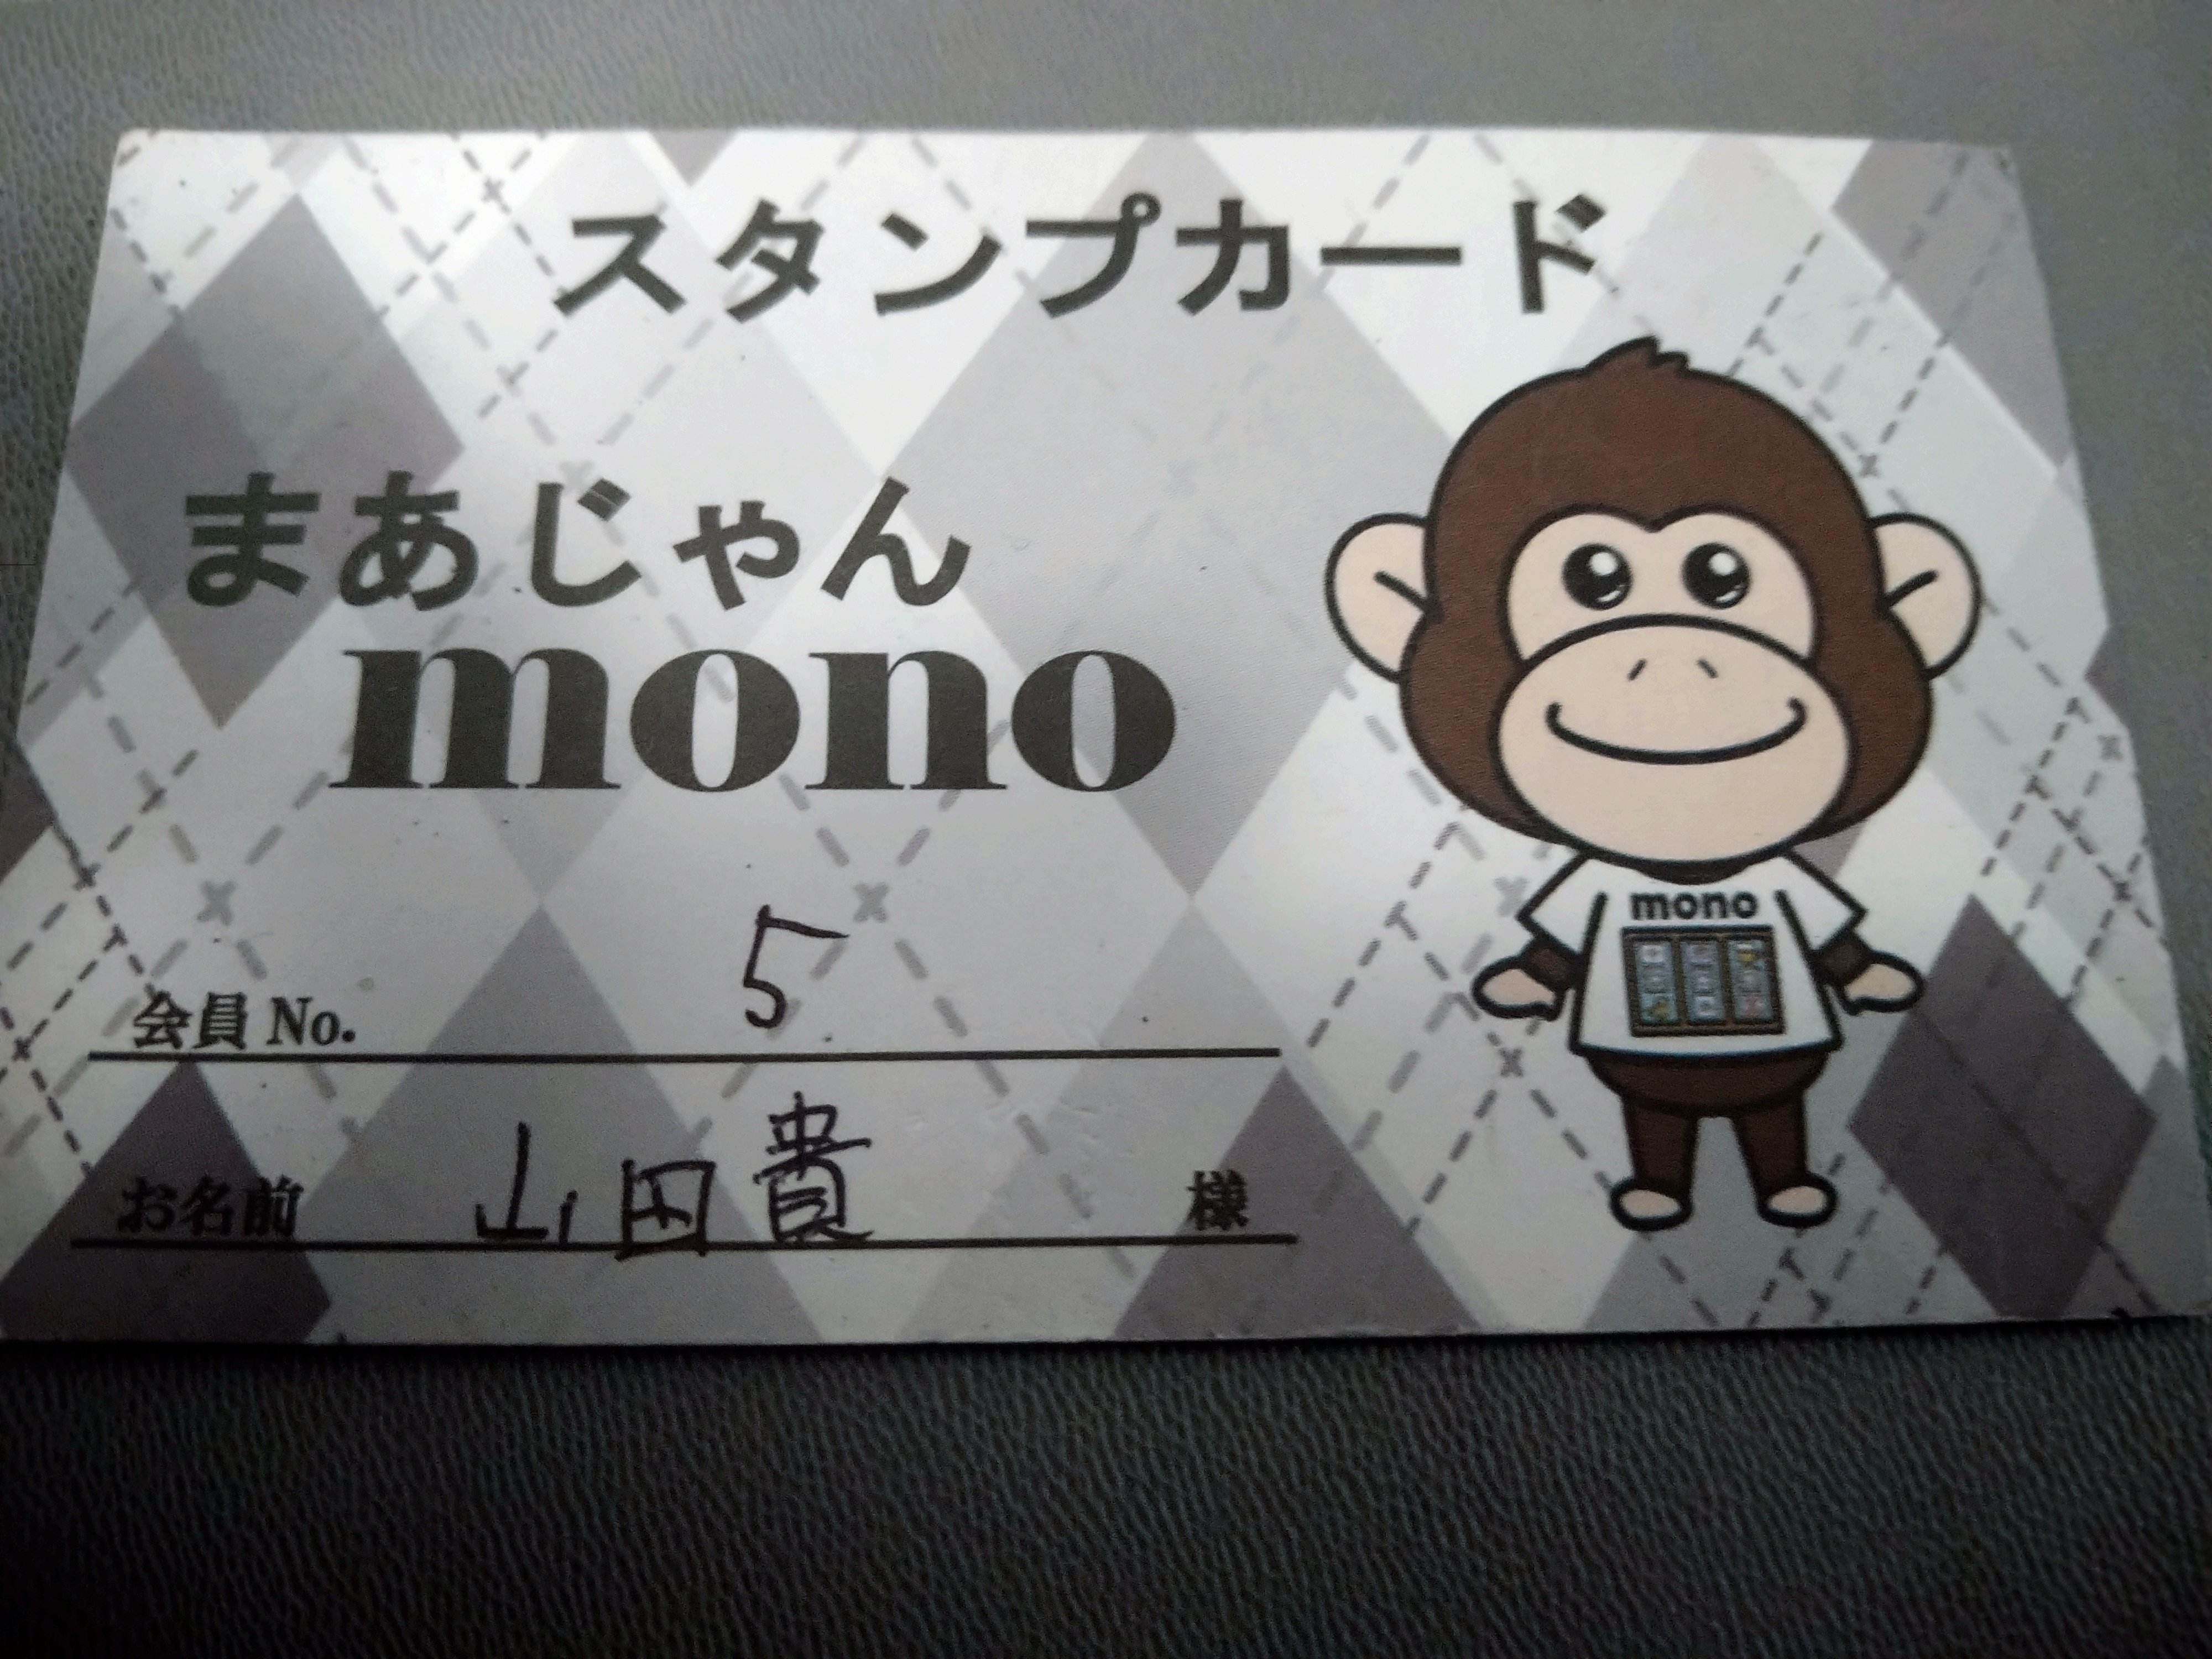 スタンプカード
まあじゃん
mono
mono
会員 No. 5
お名前 山田貴 様